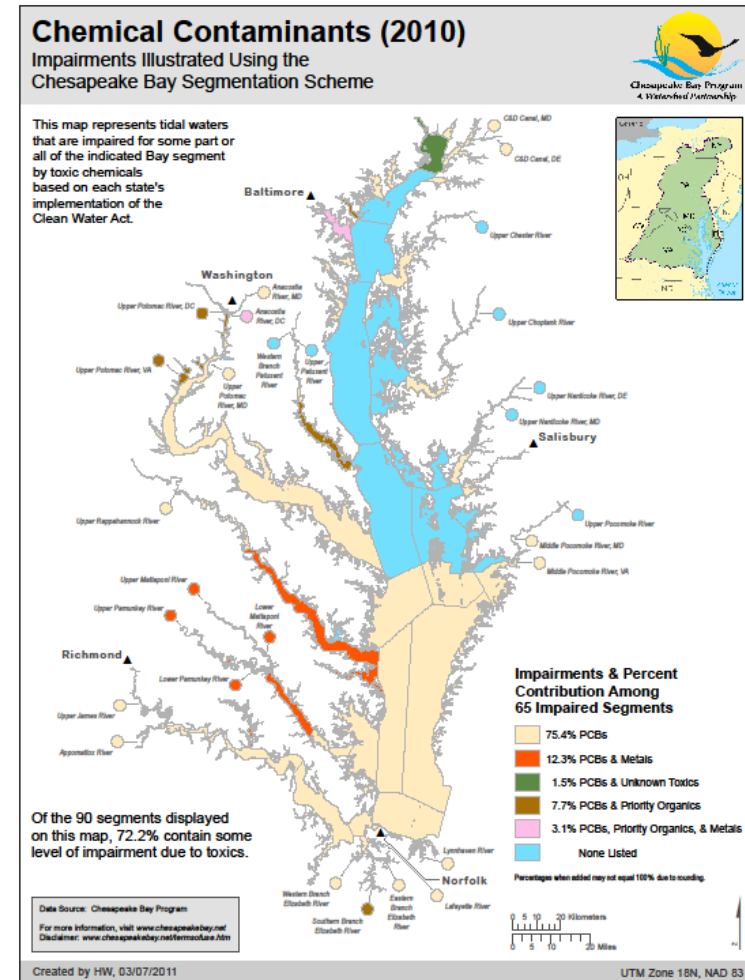 Chemical Contaminants (2010)
Impairments Illustrated Using the
Chesapeake Bay Segmentation Scheme
Chesapeake Bay Program
A Watershed Partnership
This map represents tidal waters
that are impaired for some part or
all of the indicated Bay segment
by toxic chemicals
based on each state's
implementation of the
Clean Water Act.
C&D Canal, MD
C&D Canal, DE
Baltimore
Upper Chester River
Washington
Anacostia
River, MD
Upper Potomac River, DC
Anacostia
River, DC
Upper Choptank River
Western
Branch
Patuxent
River
Upper
Patuxent
River
Upper Potomac River, VA
Upper
Potomac
River, MD
Upper Nanticoke River, DE
Upper Nanticoke River, MD
Salisbury
Upper Rappahannock River
Upper Pocomoke River
Middle Pocomoke River, MD
Middle Pocomoke River, VA
Upper Mattaponi River
Upper Pamunkey River
Lower
Mattaponi
River
Richmond
Lower Pamunkey River
Upper James River
Appomattox River
Impairments & Percent
Contribution Among
65 Impaired Segments
75.4% PCBs
12.3% PCBs & Metals
1.5% PCBs & Unknown Toxics
7.7% PCBs & Priority Organics
3.1% PCBs, Priority Organics, & Metals
None Listed
Percentages when added may not equal 100% due to rounding.
Of the 90 segments displayed
on this map, 72.2% contain some
level of impairment due to toxics.
Lynnhaven River
Norfolk
Lafayette River
Western Branch
Elizabeth River
Eastern
Branch
Elizabeth
River
Southern Branch
Elizabeth River
Data Source: Chesapeake Bay Program
For more information, visit www.chesapeakebay.net
Disclaimer: www.chesapeakebay.net/termsofuse.htm
0 5 10 20 Kilometers
0 5 10 20 Miles
Created by HW, 03/07/2011
UTM Zone 18N, NAD 83